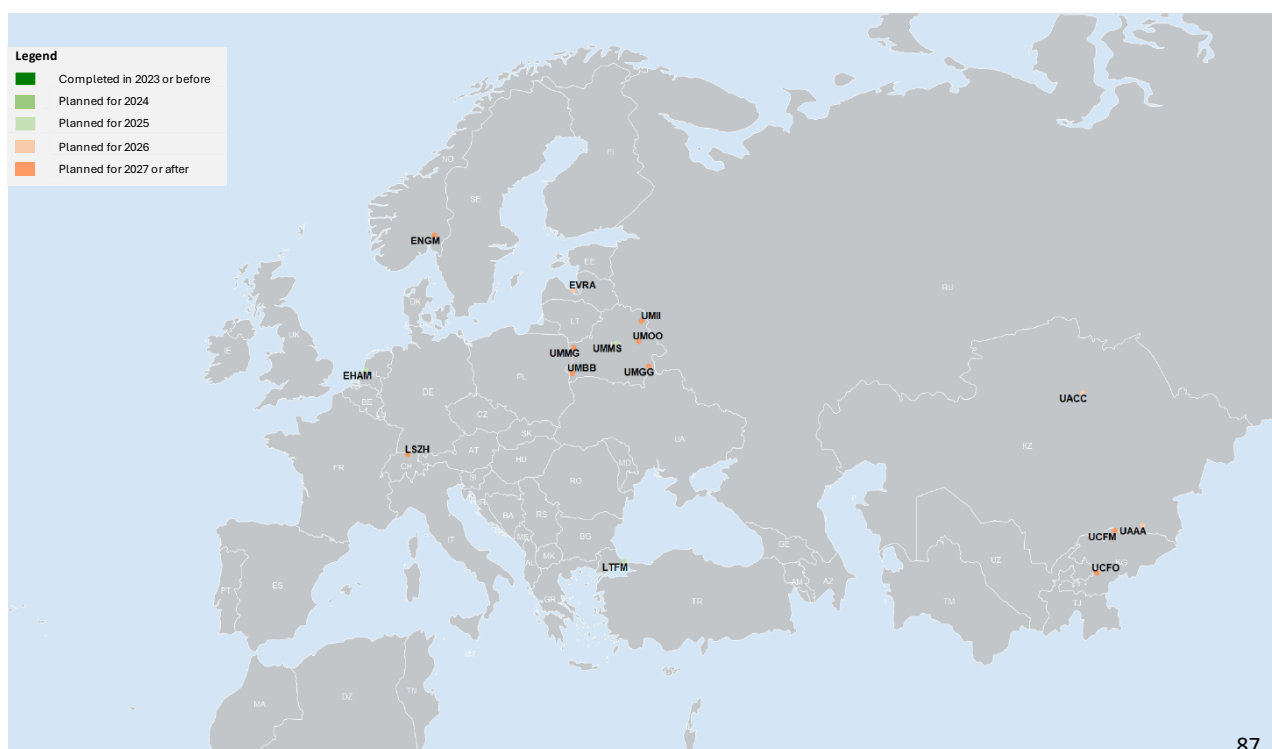 Legend
Completed in 2023 or before
Planned for 2024
Planned for 2025
Planned for 2026
Planned for 2027 or after
NO
FI
SE
ENGM
EE
EVRA
RU
DK
LT
UMII
UMOO
UK
IE
UMMG
UMMS
UMBB
UMGG
EHAM
PL
DE
BE
UACC
CZ
UA
KZ
SK
LSZH
AT
HU
CH
FR
MD
SI
RO
BA
RS
UCFM
UAAA
BG
IT
GE
UZ
MK
AL
LTFM
UCFO
ES
PT
AM
AZ
GR
TR
TM
TJ
TN
DZ
MA
87